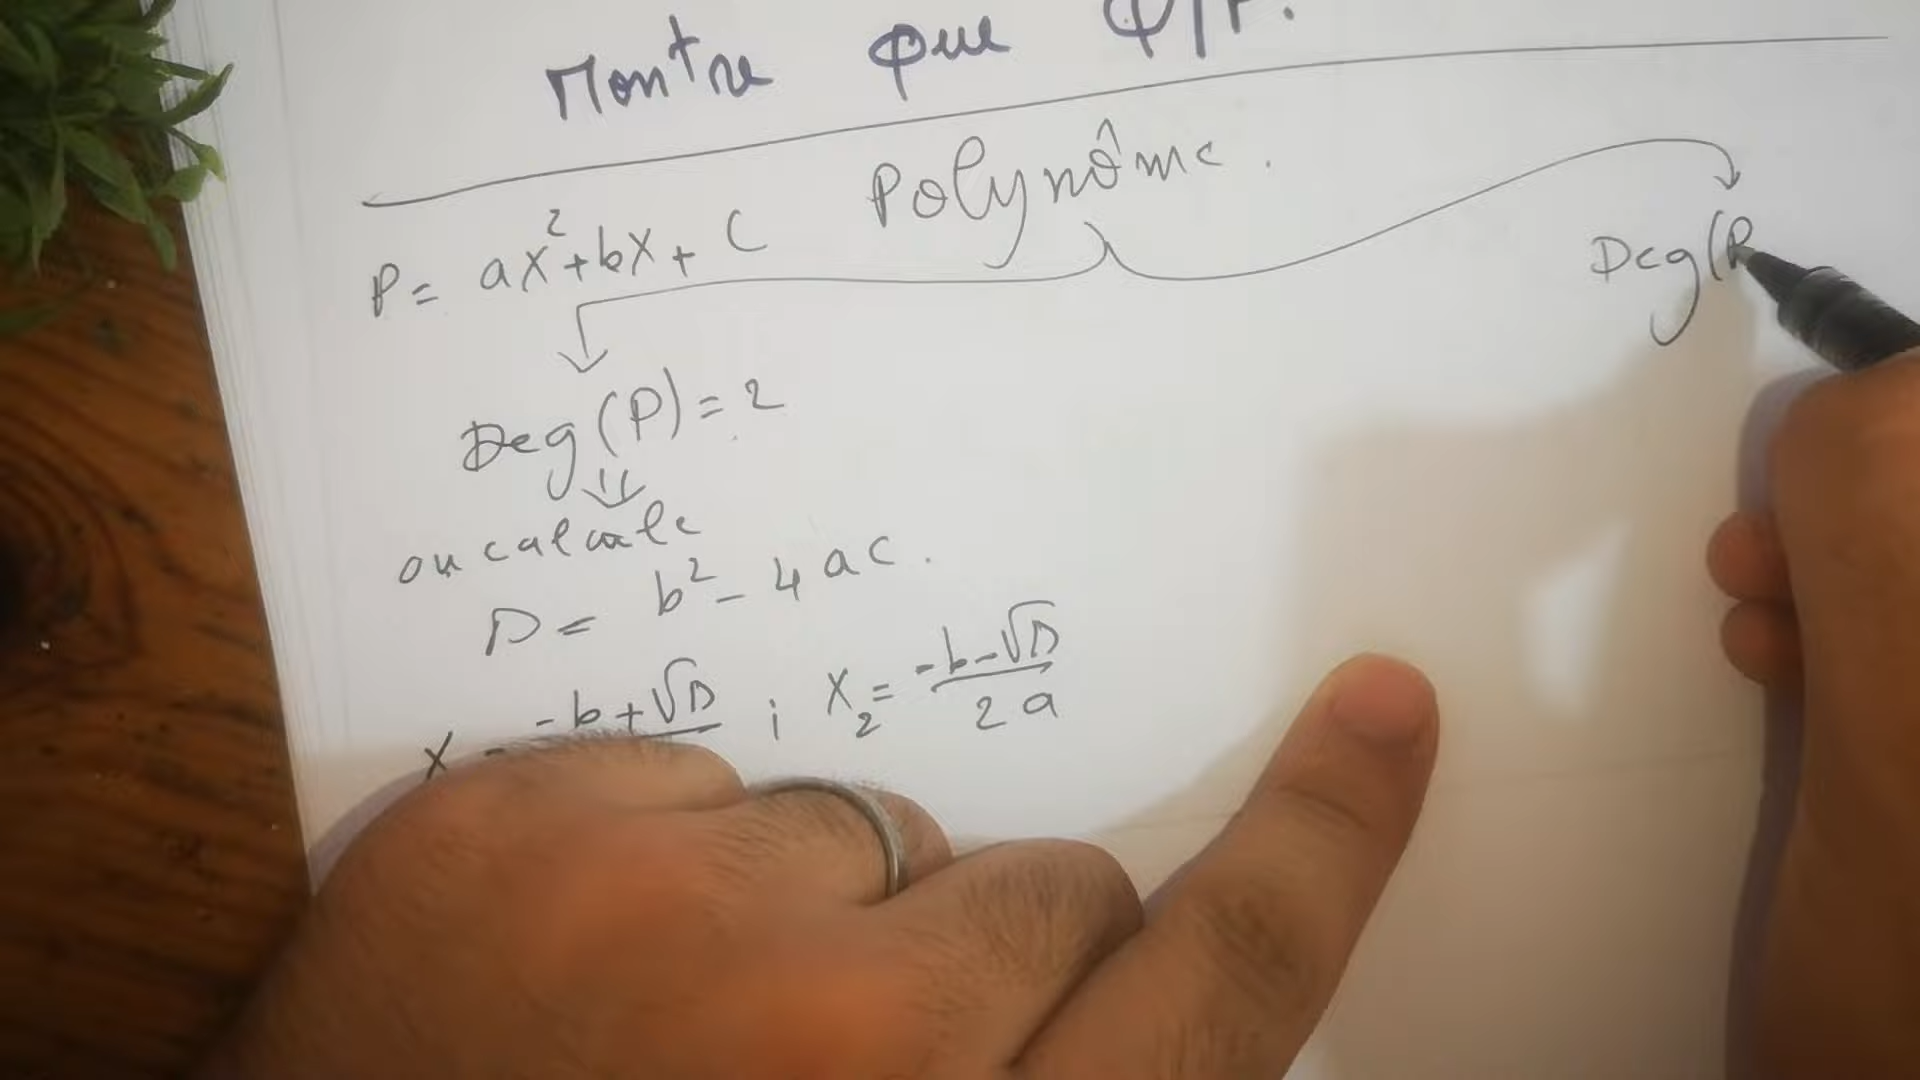 Montre que Q/P.
Polynôme.
P = aX²+bX+C
Deg(P)=2
Deg(P
⇓
on calcule
D = b²-4ac.
X = -b+√D ; X₂ = -b-√D / 2a